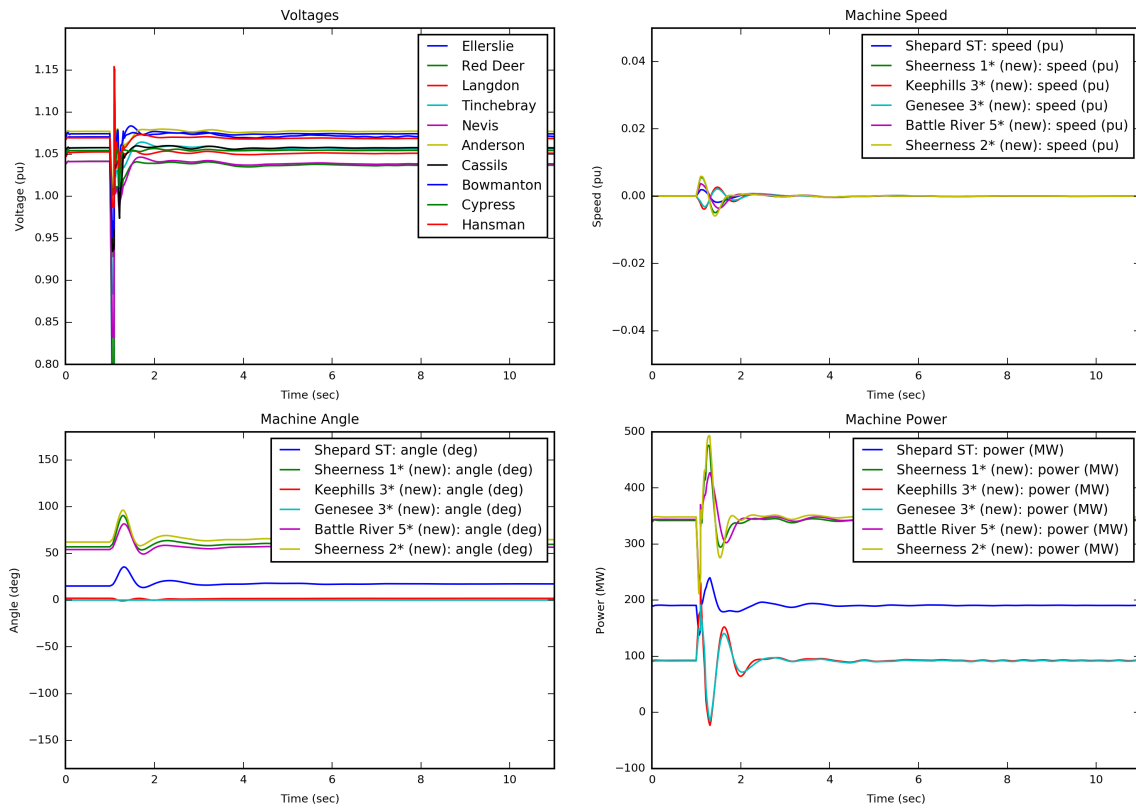 Voltages
Voltage (pu)
1.15
1.10
1.05
1.00
0.95
0.90
0.85
0.80
0 2 4 6 8 10
Time (sec)
Ellerslie
Red Deer
Langdon
Tinchebray
Nevis
Anderson
Cassils
Bowmanton
Cypress
Hansman
Machine Speed
Speed (pu)
0.04
0.02
0.00
−0.02
−0.04
0 2 4 6 8 10
Time (sec)
Shepard ST: speed (pu)
Sheerness 1* (new): speed (pu)
Keephills 3* (new): speed (pu)
Genesee 3* (new): speed (pu)
Battle River 5* (new): speed (pu)
Sheerness 2* (new): speed (pu)
Machine Angle
Angle (deg)
150
100
50
0
−50
−100
−150
0 2 4 6 8 10
Time (sec)
Shepard ST: angle (deg)
Sheerness 1* (new): angle (deg)
Keephills 3* (new): angle (deg)
Genesee 3* (new): angle (deg)
Battle River 5* (new): angle (deg)
Sheerness 2* (new): angle (deg)
Machine Power
Power (MW)
500
400
300
200
100
0
−100
0 2 4 6 8 10
Time (sec)
Shepard ST: power (MW)
Sheerness 1* (new): power (MW)
Keephills 3* (new): power (MW)
Genesee 3* (new): power (MW)
Battle River 5* (new): power (MW)
Sheerness 2* (new): power (MW)